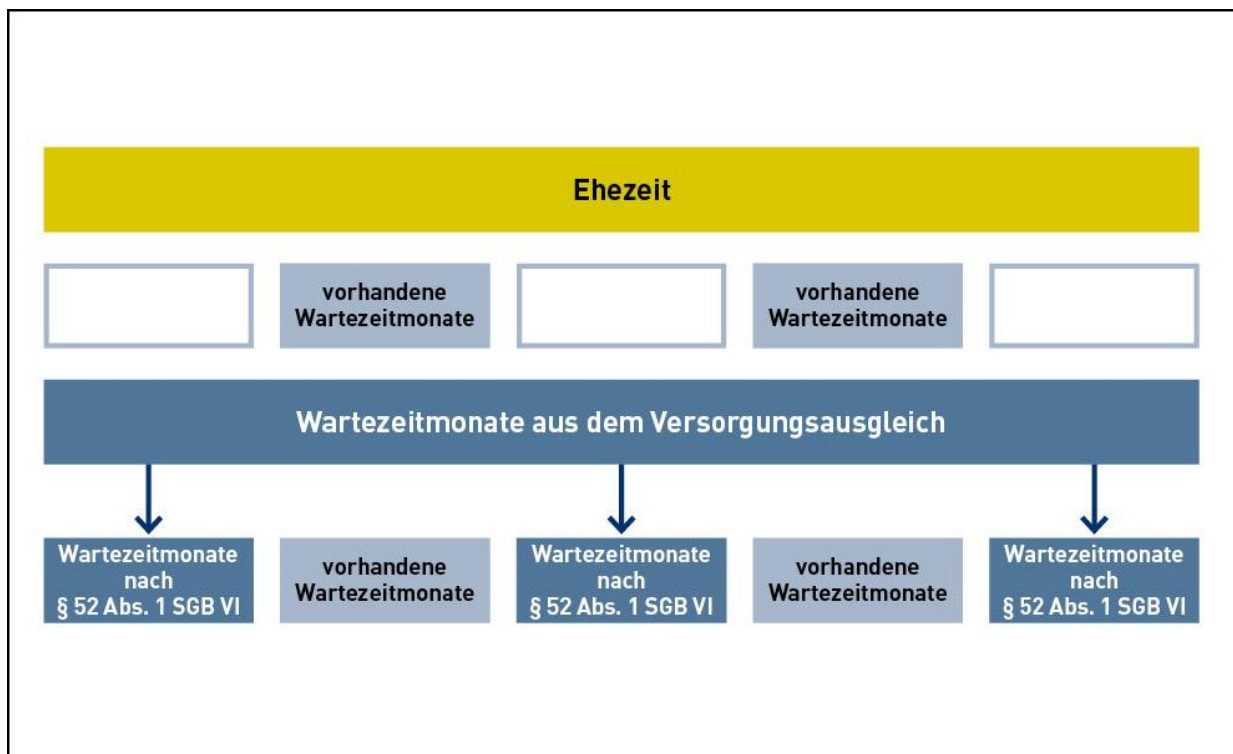 Ehezeit
vorhandene
Wartezeitmonate
vorhandene
Wartezeitmonate
Wartezeitmonate aus dem Versorgungsausgleich
Wartezeitmonate
nach
§ 52 Abs. 1 SGB VI
vorhandene
Wartezeitmonate
Wartezeitmonate
nach
§ 52 Abs. 1 SGB VI
vorhandene
Wartezeitmonate
Wartezeitmonate
nach
§ 52 Abs. 1 SGB VI